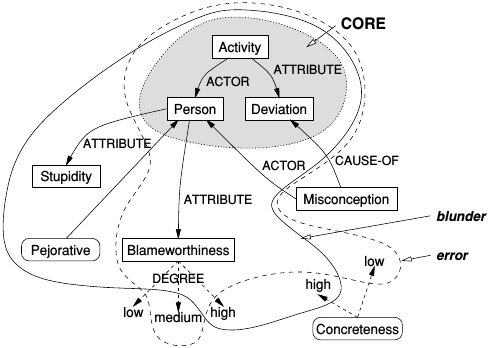 CORE
Activity
ACTOR
ATTRIBUTE
Person
Deviation
ATTRIBUTE
ACTOR
CAUSE-OF
Stupidity
ATTRIBUTE
Misconception
blunder
Pejorative
Blameworthiness
error
low
DEGREE
high
low
medium
high
Concreteness